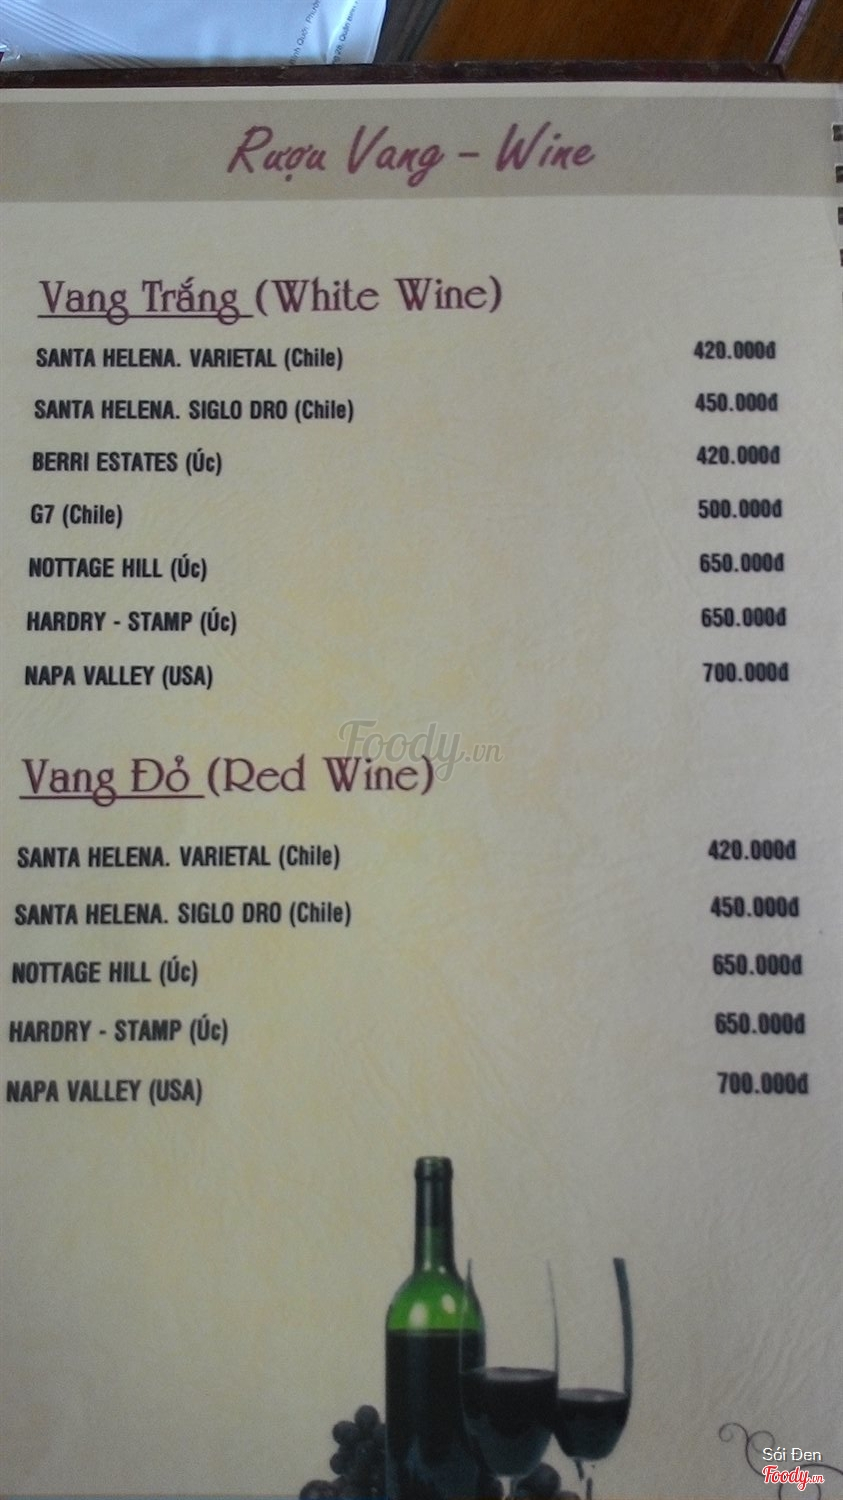 Rượu Vang - Wine
Vang Trắng (White Wine)
SANTA HELENA. VARIETAL (Chile) 420.000đ
SANTA HELENA. SIGLO DRO (Chile) 450.000đ
BERRI ESTATES (Úc) 420.000đ
G7 (Chile) 500.000đ
NOTTAGE HILL (Úc) 650.000đ
HARDRY - STAMP (Úc) 650.000đ
NAPA VALLEY (USA) 700.000đ
Foody.vn
Vang Đỏ (Red Wine)
SANTA HELENA. VARIETAL (Chile) 420.000đ
SANTA HELENA. SIGLO DRO (Chile) 450.000đ
NOTTAGE HILL (Úc) 650.000đ
HARDRY - STAMP (Úc) 650.000đ
NAPA VALLEY (USA) 700.000đ
Sói Đen
Foody.vn